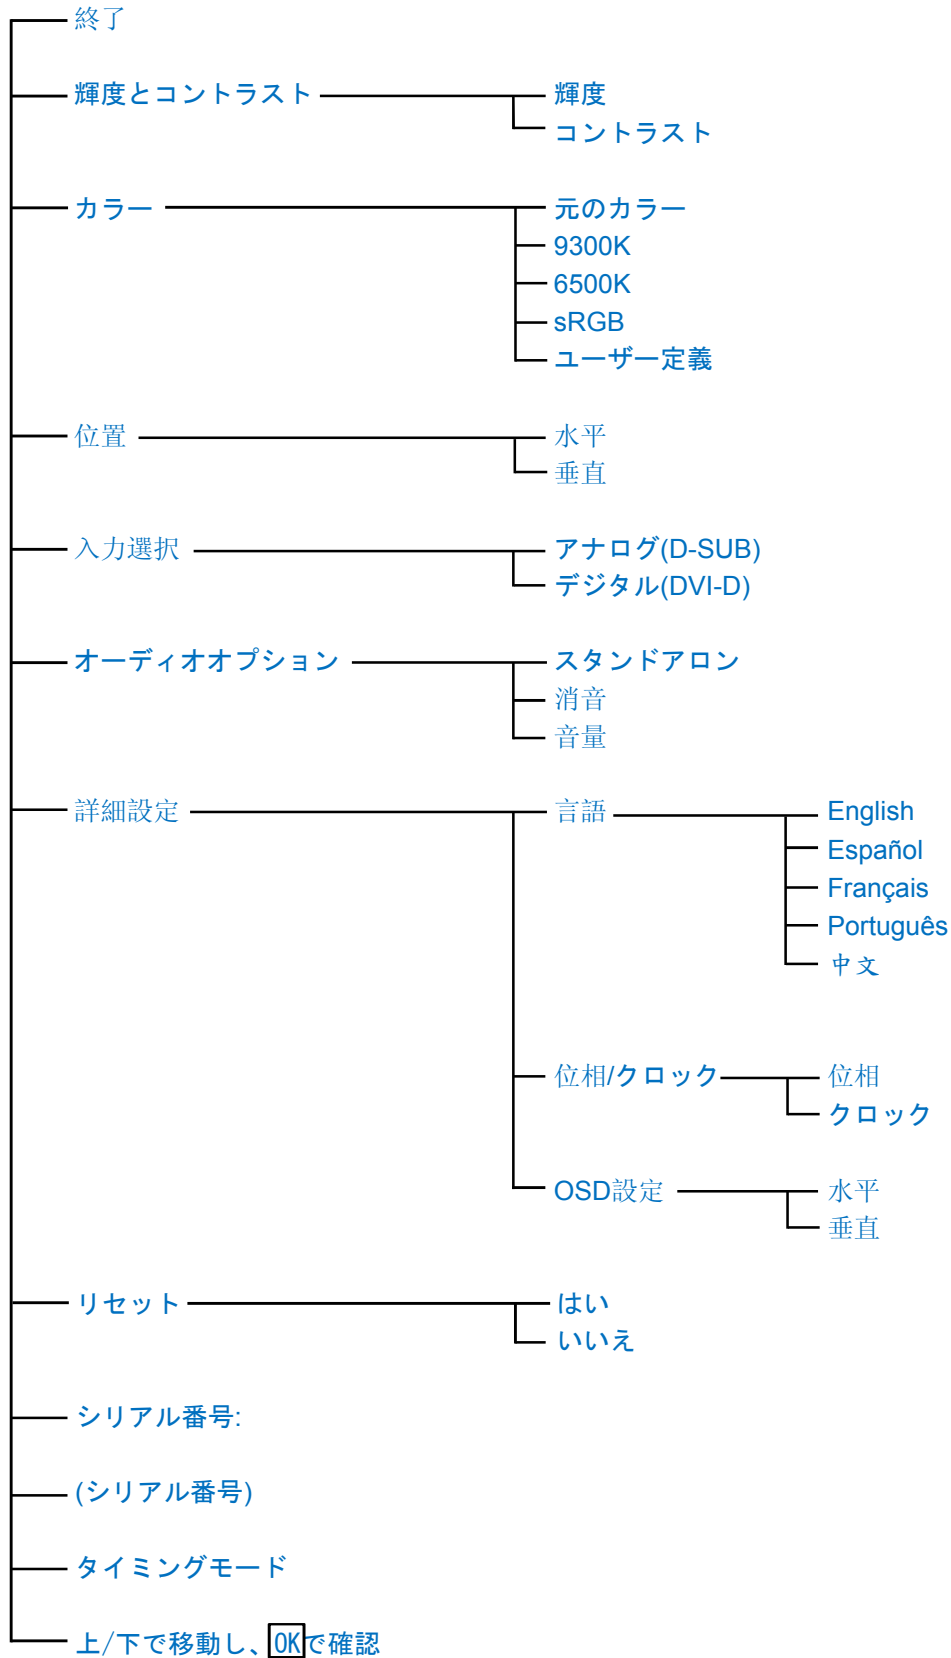 終了
輝度とコントラスト 輝度
コントラスト
カラー 元のカラー
9300K
6500K
sRGB
ユーザー定義
位置 水平
垂直
入力選択 アナログ(D-SUB)
デジタル(DVI-D)
オーディオオプション スタンドアロン
消音
音量
詳細設定 言語 English
Español
Français
Português
中文
位相/クロック 位相
クロック
OSD設定 水平
垂直
リセット はい
いいえ
シリアル番号:
(シリアル番号)
タイミングモード
上/下で移動し、OKで確認